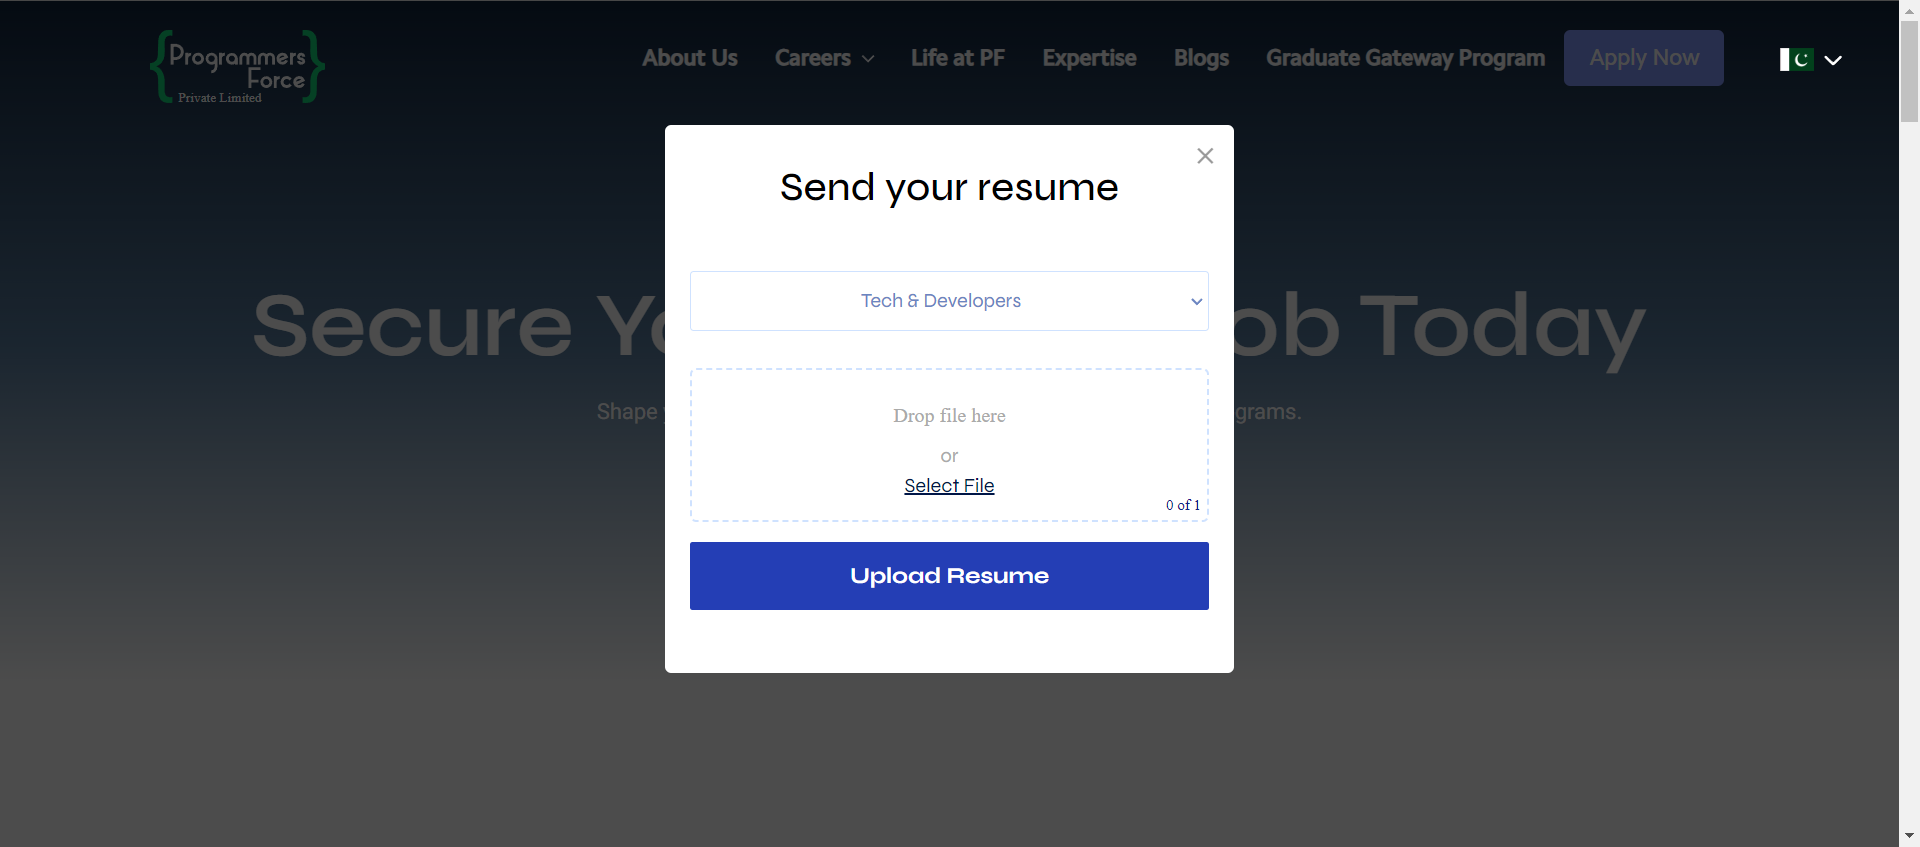 Programmers
Force
Private Limited
About Us
Careers
Life at PF
Expertise
Blogs
Graduate Gateway Program
Apply Now
Send your resume
Tech & Developers
Secure
ob Today
Shape
grams.
Drop file here
or
Select File
0 of 1
Upload Resume